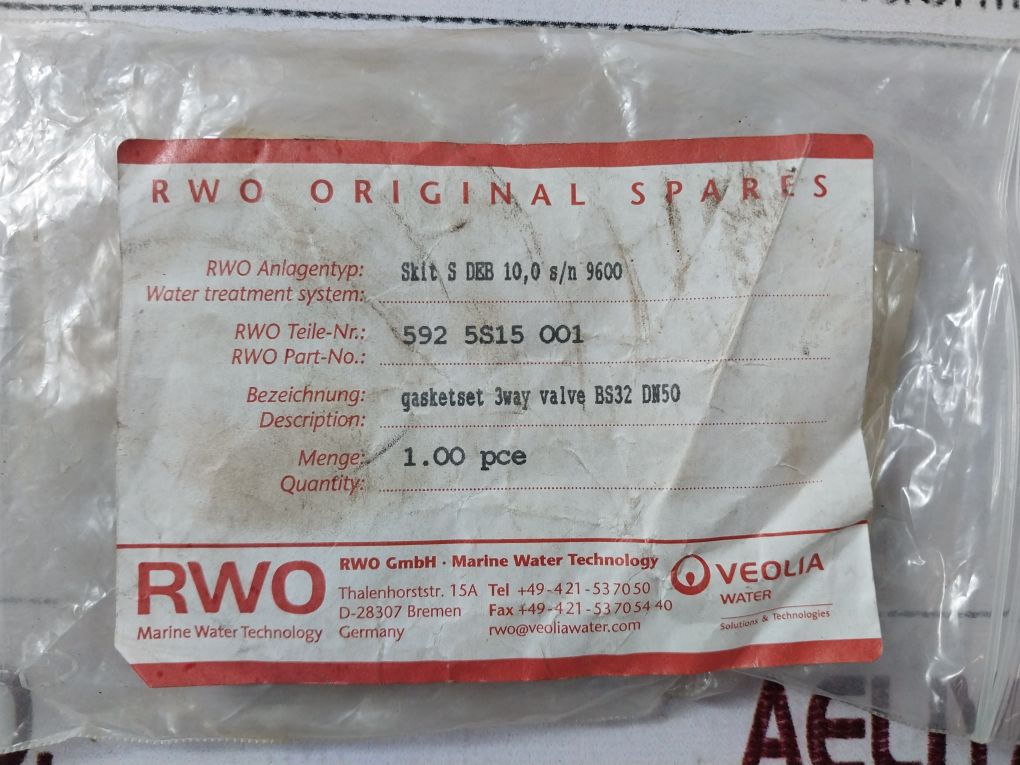 RWO ORIGINAL SPARES
RWO Anlagentyp: Skit S DEB 10,0 s/n 9600
Water treatment system:
RWO Teile-Nr.: 592 5S15 001
RWO Part-No.:
Bezeichnung: gasketset 3way valve BS32 DN50
Description:
Menge: 1.00 pce
Quantity:
RWO
Marine Water Technology
RWO GmbH · Marine Water Technology
Thalenhorststr. 15A Tel +49-421-537050
D-28307 Bremen Fax +49-421-537054 40
Germany rwo@veoliawater.com
VEOLIA
WATER
Solutions & Technologies